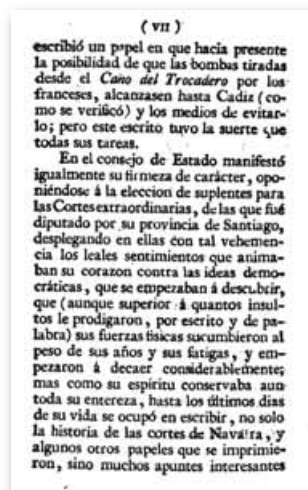 ( VII )
escribió un papel en que hacia presente
la posibilidad de que las bombas tiradas
desde el Caño del Trocadero por los
franceses, alcanzasen hasta Cadiz ( co-
mo se verificó ) y los medios de evitar-
lo; pero este escrito tuvo la suerte que
todas sus tareas.
En el consejo de Estado manifestó
igualmente su firmeza de carácter, opo-
niéndose á la eleccion de suplentes para
las Cortes extraordinarias, de las que fué
diputado por su provincia de Santiago,
desplegando en ellas con tal vehemen-
cia los leales sentimientos que anima-
ban su corazon contra las ideas demo-
cráticas, que se empezaban á descubrir,
que ( aunque superior á quantos insul-
tos le prodigaron, por escrito y de pa-
labra) sus fuerzas fisicas sucumbieron al
peso de sus años y sus fatigas, y em-
pezaron á decaer considerablemente;
mas como su espíritu conservaba aun
toda su entereza, hasta los últimos dias
de su vida se ocupó en escribir, no solo
la historia de las cortes de Navarra, y
algunos otros papeles que se imprimie-
ron, sino muchos apuntes interesantes